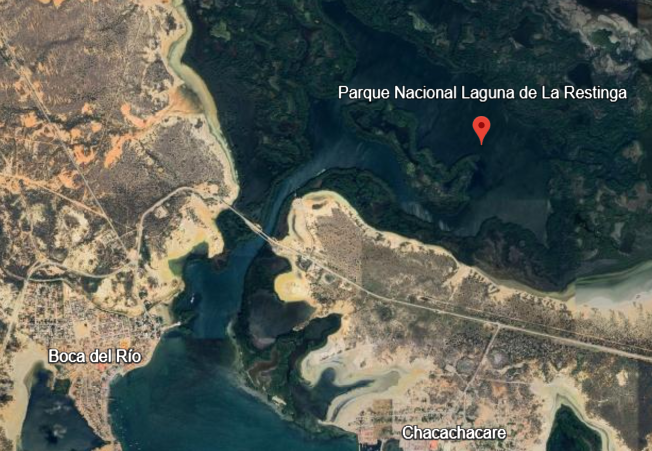 Parque Nacional Laguna de La Restinga
Boca del Río
Chacachacare